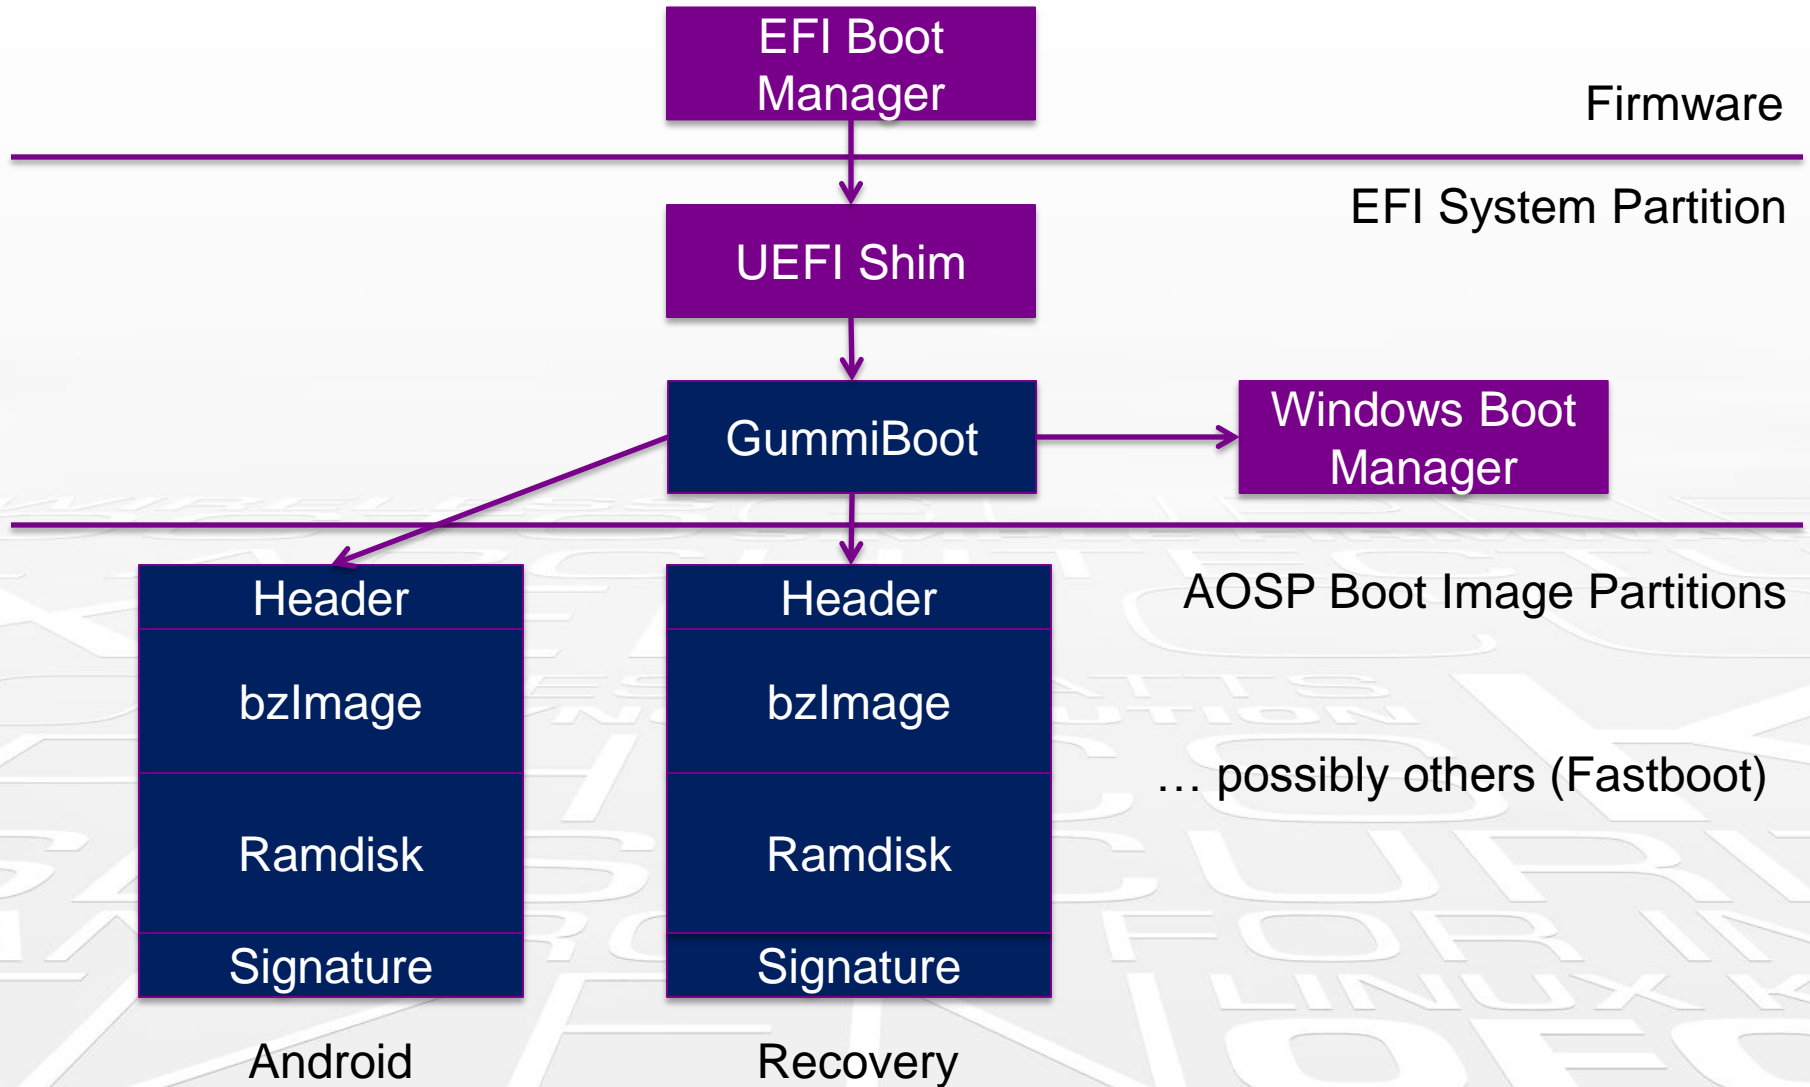 EFI Boot
Manager
Firmware
EFI System Partition
UEFI Shim
GummiBoot
Windows Boot
Manager
AOSP Boot Image Partitions
Header
bzImage
Ramdisk
Signature
Android
Header
bzImage
Ramdisk
Signature
Recovery
… possibly others (Fastboot)